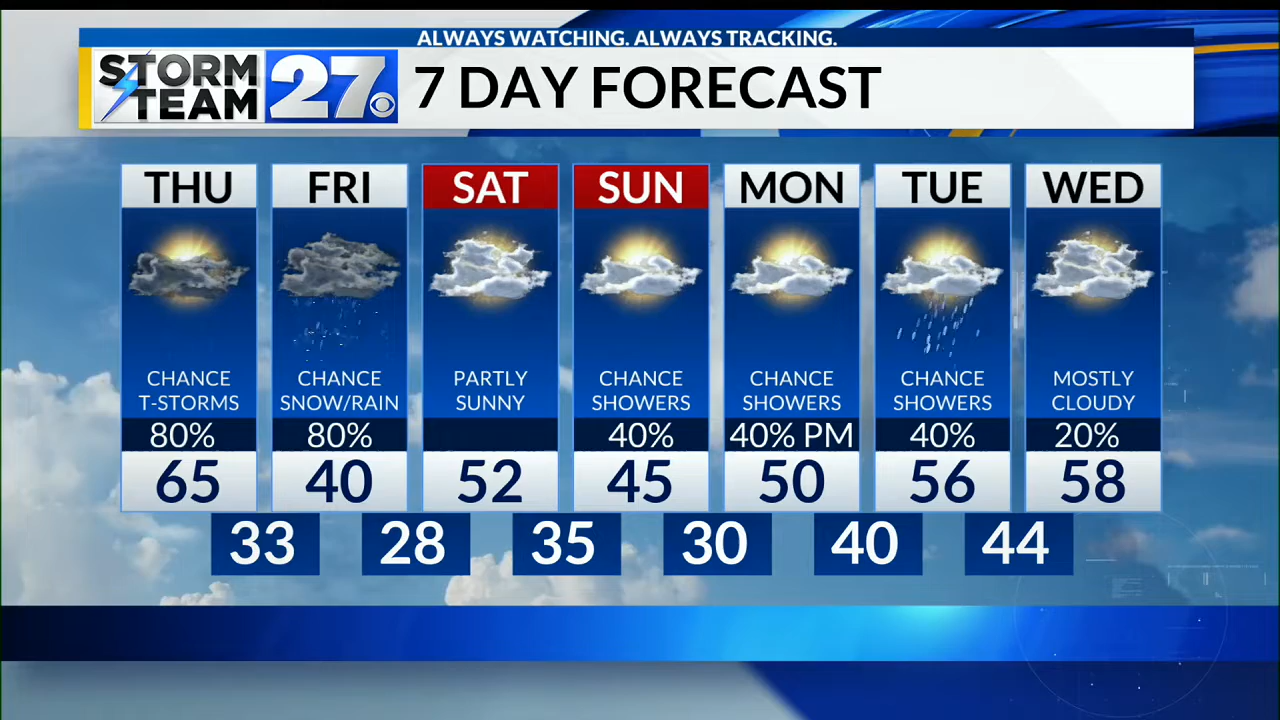 ALWAYS WATCHING. ALWAYS TRACKING.
STORM TEAM 27
7 DAY FORECAST
THU FRI SAT SUN MON TUE WED
CHANCE CHANCE PARTLY CHANCE CHANCE CHANCE MOSTLY
T-STORMS SNOW/RAIN SUNNY SHOWERS SHOWERS SHOWERS CLOUDY
80% 80% 40% 40% PM 40% 20%
65 40 52 45 50 56 58
33 28 35 30 40 44